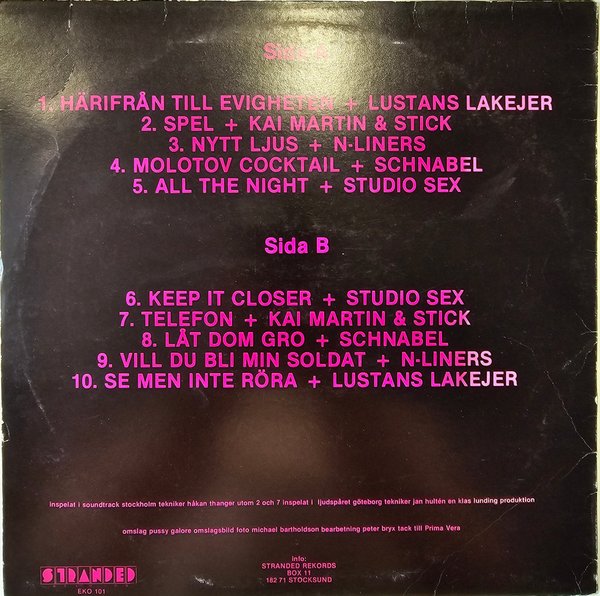 Sida A
1. HÄRIFRÅN TILL EVIGHETEN + LUSTANS LAKEJER
2. SPEL + KAI MARTIN & STICK
3. NYTT LJUS + N-LINERS
4. MOLOTOV COCKTAIL + SCHNABEL
5. ALL THE NIGHT + STUDIO SEX
Sida B
6. KEEP IT CLOSER + STUDIO SEX
7. TELEFON + KAI MARTIN & STICK
8. LÅT DOM GRO + SCHNABEL
9. VILL DU BLI MIN SOLDAT + N-LINERS
10. SE MEN INTE RÖRA + LUSTANS LAKEJER
inspelat i soundtrack stockholm tekniker håkan thanger utom 2 och 7 inspelat i ljudspåret göteborg tekniker jan hultén en klas lunding produktion
omslag pussy galore omslagsbild foto michael bartholdson bearbetning peter bryx tack till Prima Vera
STRANDED
EKO 101
Info:
STRANDED RECORDS
BOX 11
182 71 STOCKSUND